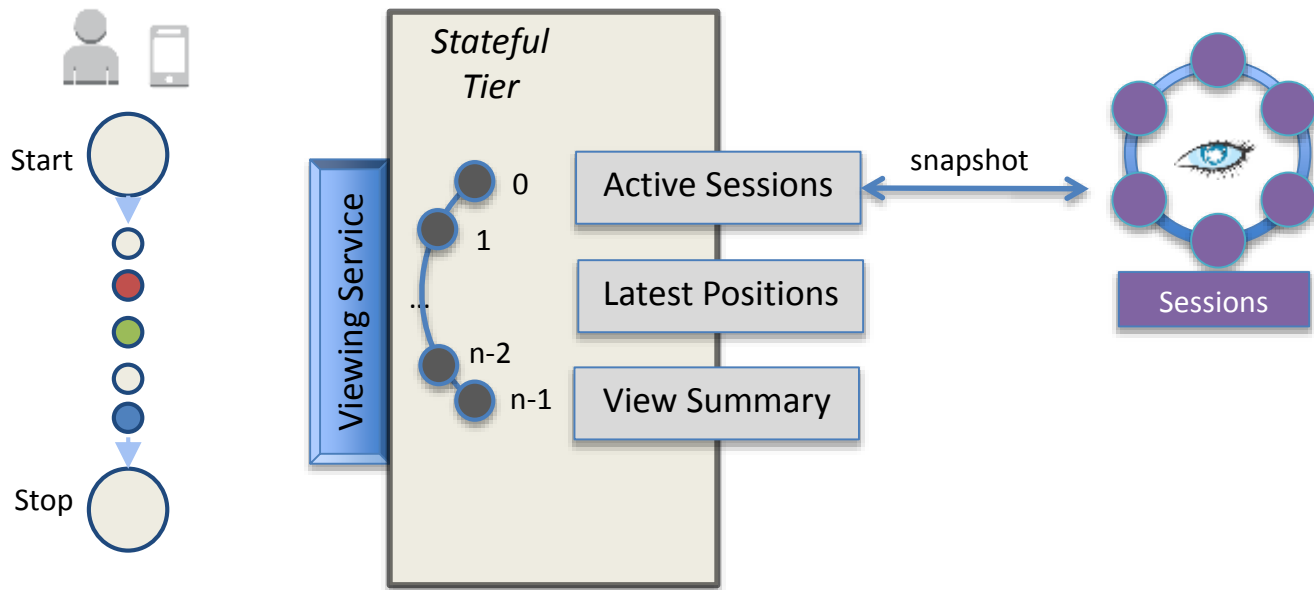 Stateful
Tier
Start
Viewing Service
0
1
...
n-2
n-1
Active Sessions
Latest Positions
View Summary
snapshot
Sessions
Stop